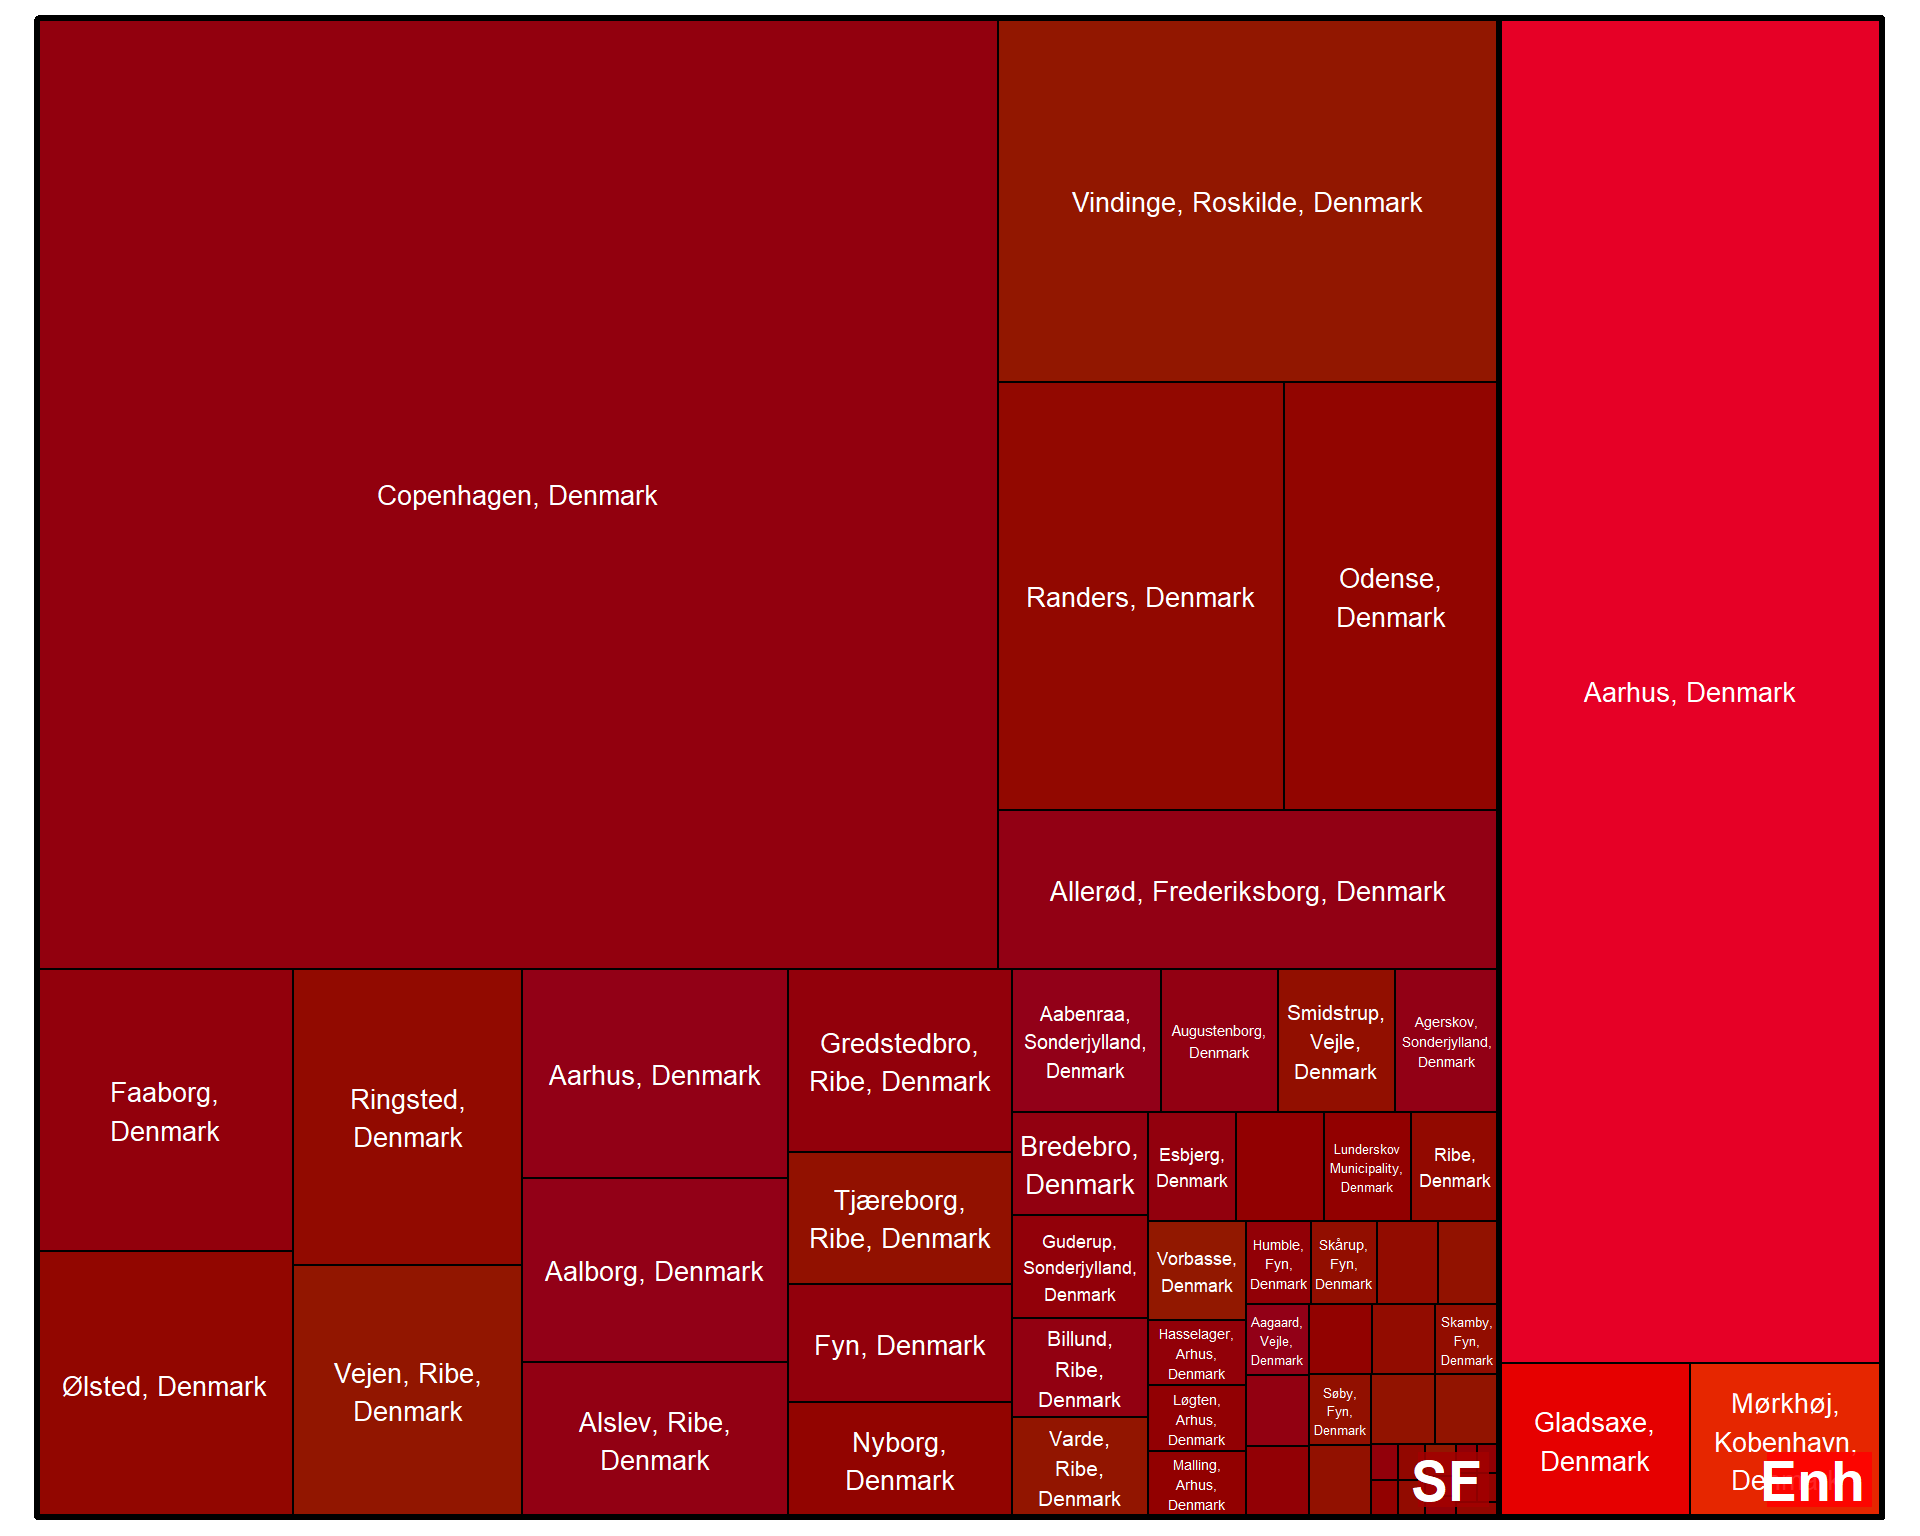 Copenhagen, Denmark
Vindinge, Roskilde, Denmark
Randers, Denmark
Odense,
Denmark
Allerød, Frederiksborg, Denmark
Faaborg,
Denmark
Ølsted, Denmark
Ringsted,
Denmark
Vejen, Ribe,
Denmark
Aarhus, Denmark
Aalborg, Denmark
Alslev, Ribe,
Denmark
Gredstedbro,
Ribe, Denmark
Tjæreborg,
Ribe, Denmark
Fyn, Denmark
Nyborg,
Denmark
Aabenraa,
Sonderjylland,
Denmark
Augustenborg,
Denmark
Smidstrup,
Vejle,
Denmark
Agerskov,
Sonderjylland,
Denmark
Bredebro,
Denmark
Guderup,
Sonderjylland,
Denmark
Billund,
Ribe,
Denmark
Varde,
Ribe,
Denmark
Esbjerg,
Denmark
Lunderskov
Municipality,
Denmark
Ribe,
Denmark
Vorbasse,
Denmark
Hasselager,
Arhus,
Denmark
Løgten,
Arhus,
Denmark
Malling,
Arhus,
Denmark
Humble,
Fyn,
Denmark
Skårup,
Fyn,
Denmark
Aagaard,
Vejle,
Denmark
Skamby,
Fyn,
Denmark
Søby,
Fyn,
Denmark
SF
Aarhus, Denmark
Gladsaxe,
Denmark
Mørkhøj,
Kobenhavn,
Denmark
Enh